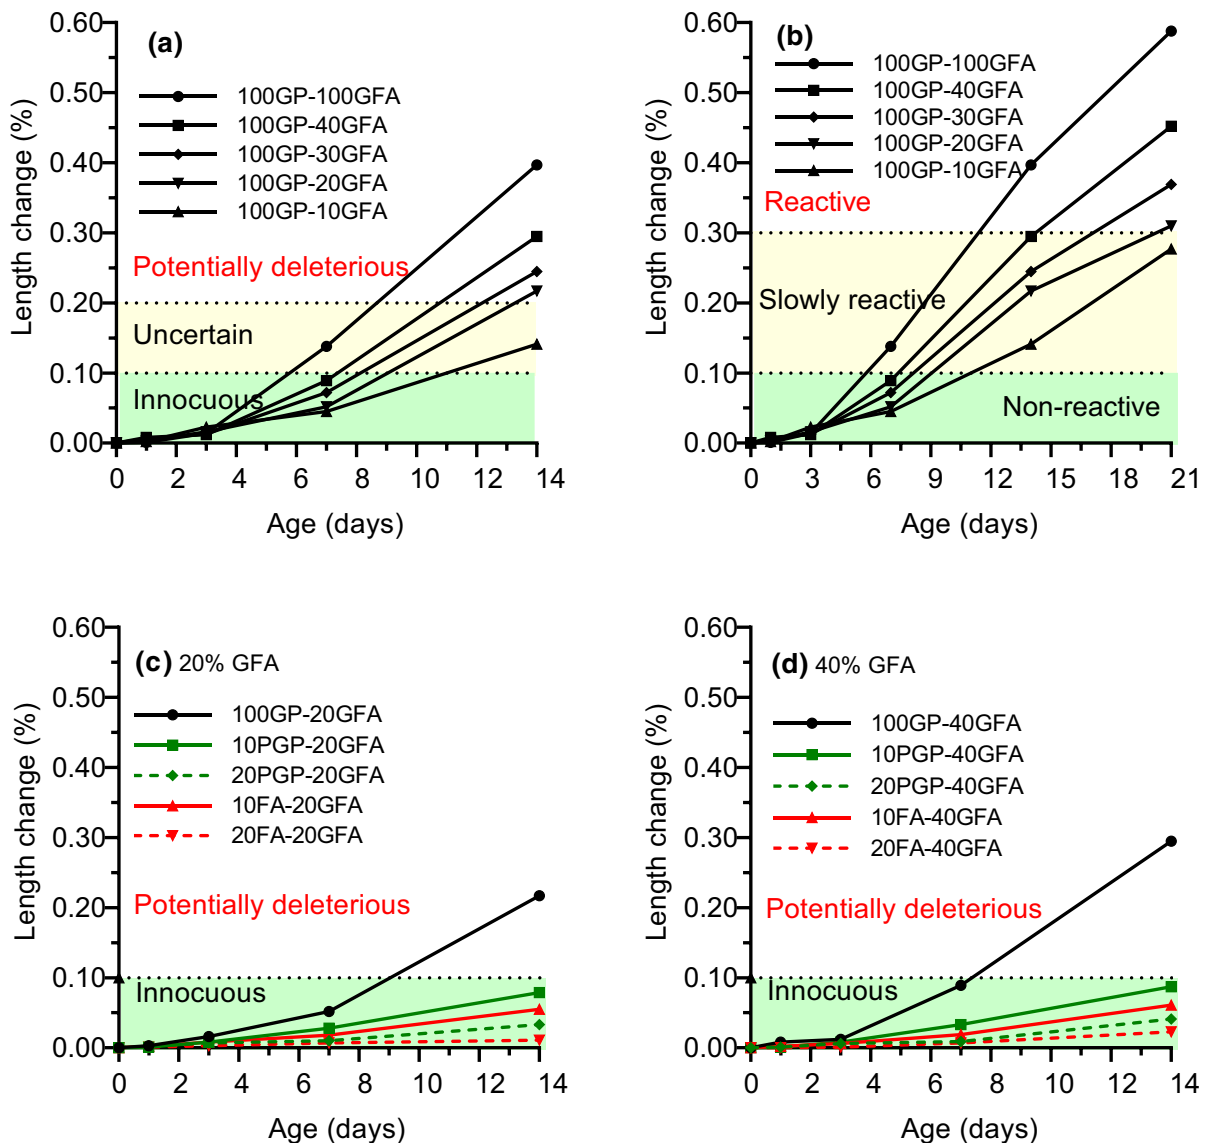 (a)
100GP-100GFA
100GP-40GFA
100GP-30GFA
100GP-20GFA
100GP-10GFA
Potentially deleterious
Uncertain
Innocuous
0.60
0.50
0.40
0.30
0.20
0.10
0.00
Length change (%)
0 2 4 6 8 10 12 14
Age (days)
(b)
100GP-100GFA
100GP-40GFA
100GP-30GFA
100GP-20GFA
100GP-10GFA
Reactive
Slowly reactive
Non-reactive
0.60
0.50
0.40
0.30
0.20
0.10
0.00
Length change (%)
0 3 6 9 12 15 18 21
Age (days)
(c) 20% GFA
100GP-20GFA
10PGP-20GFA
20PGP-20GFA
10FA-20GFA
20FA-20GFA
Potentially deleterious
Innocuous
0.60
0.50
0.40
0.30
0.20
0.10
0.00
Length change (%)
0 2 4 6 8 10 12 14
Age (days)
(d) 40% GFA
100GP-40GFA
10PGP-40GFA
20PGP-40GFA
10FA-40GFA
20FA-40GFA
Potentially deleterious
Innocuous
0.60
0.50
0.40
0.30
0.20
0.10
0.00
Length change (%)
0 2 4 6 8 10 12 14
Age (days)